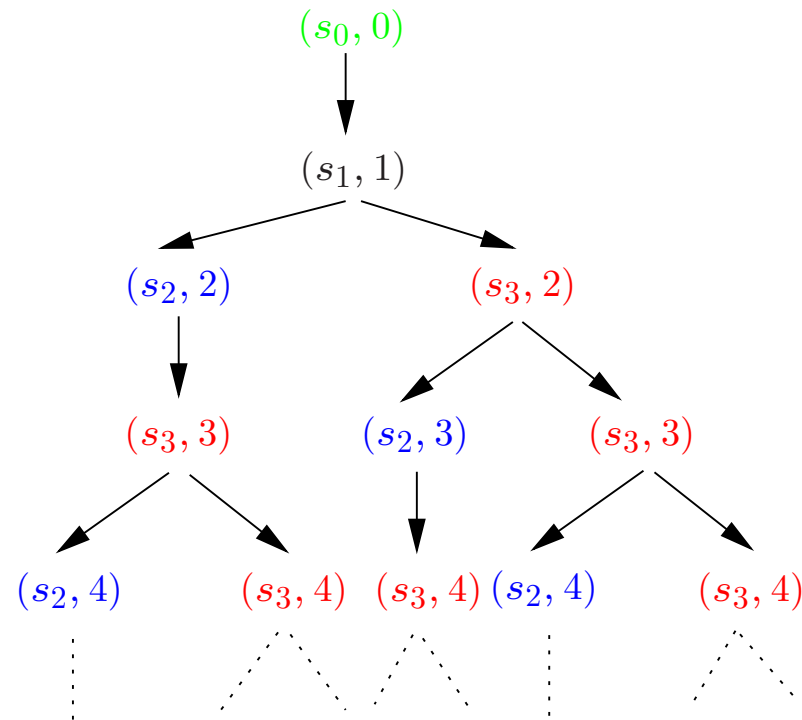 (s₀, 0)
(s₁, 1)
(s₂, 2) (s₃, 2)
(s₃, 3) (s₂, 3) (s₃, 3)
(s₂, 4) (s₃, 4) (s₃, 4) (s₂, 4) (s₃, 4)